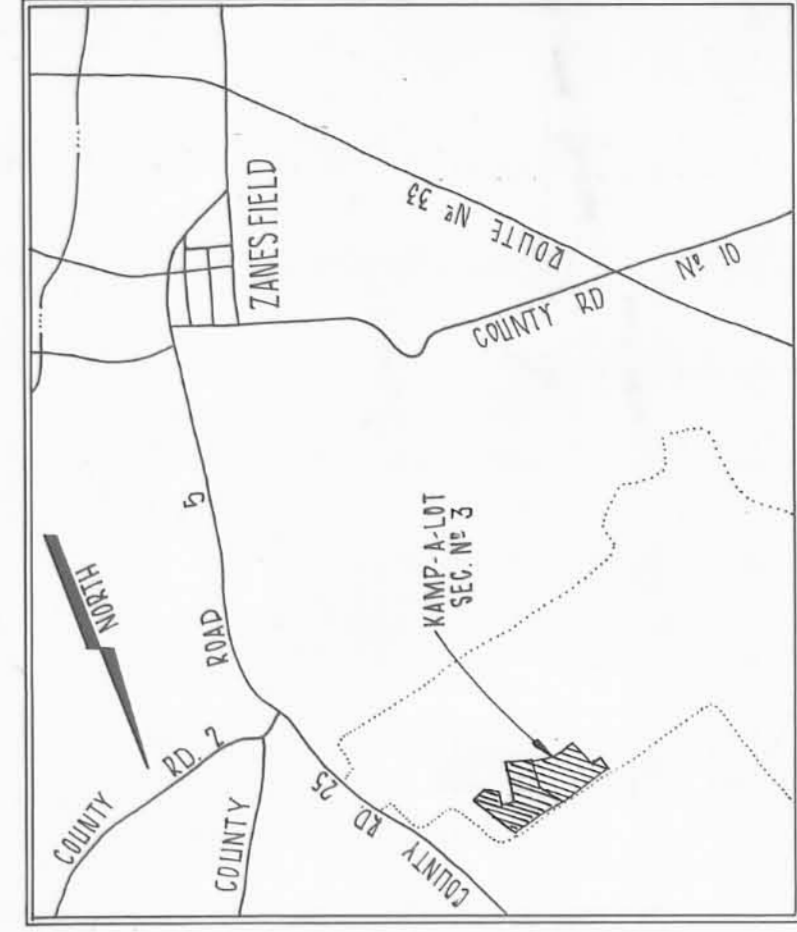 ZANESFIELD
ROUTE Nº 33
COUNTY RD Nº 10
COUNTY ROAD 5
NORTH
COUNTY RD. 2
COUNTY RD 25
KAMP-A-LOT
SEC. Nº 3